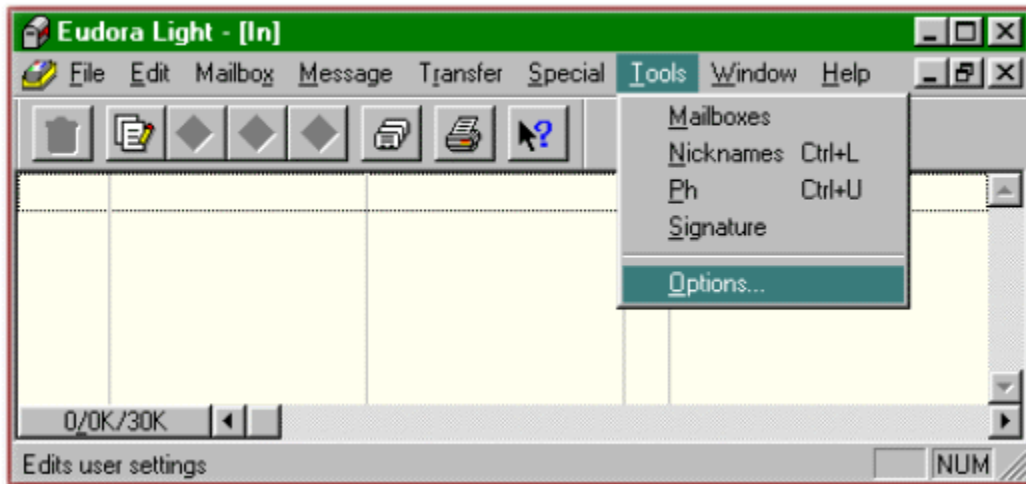 Eudora Light - [In]
File Edit Mailbox Message Transfer Special Tools Window Help
?
Mailboxes
Nicknames Ctrl+L
Ph Ctrl+U
Signature
Options...
0/0K/30K
Edits user settings NUM